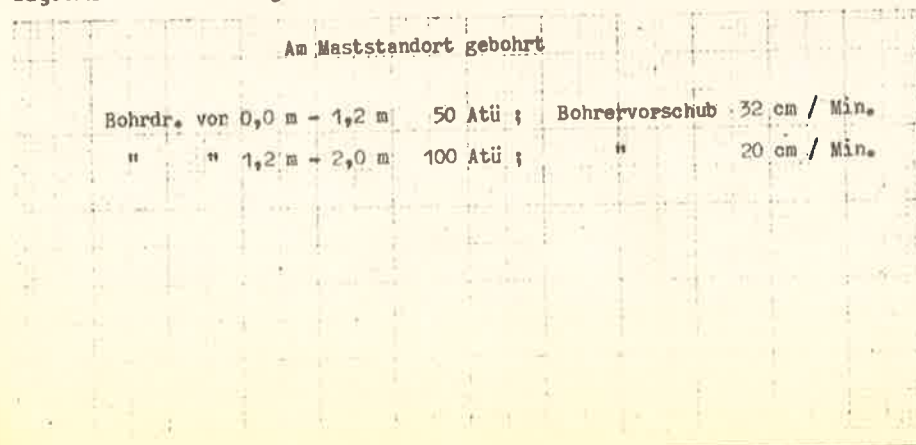 Am Maststandort gebohrt
Bohrdr. von 0,0 m - 1,2 m 50 Atü ; Bohrervorschub 32 cm / Min.
" " 1,2 m - 2,0 m 100 Atü ; " 20 cm / Min.